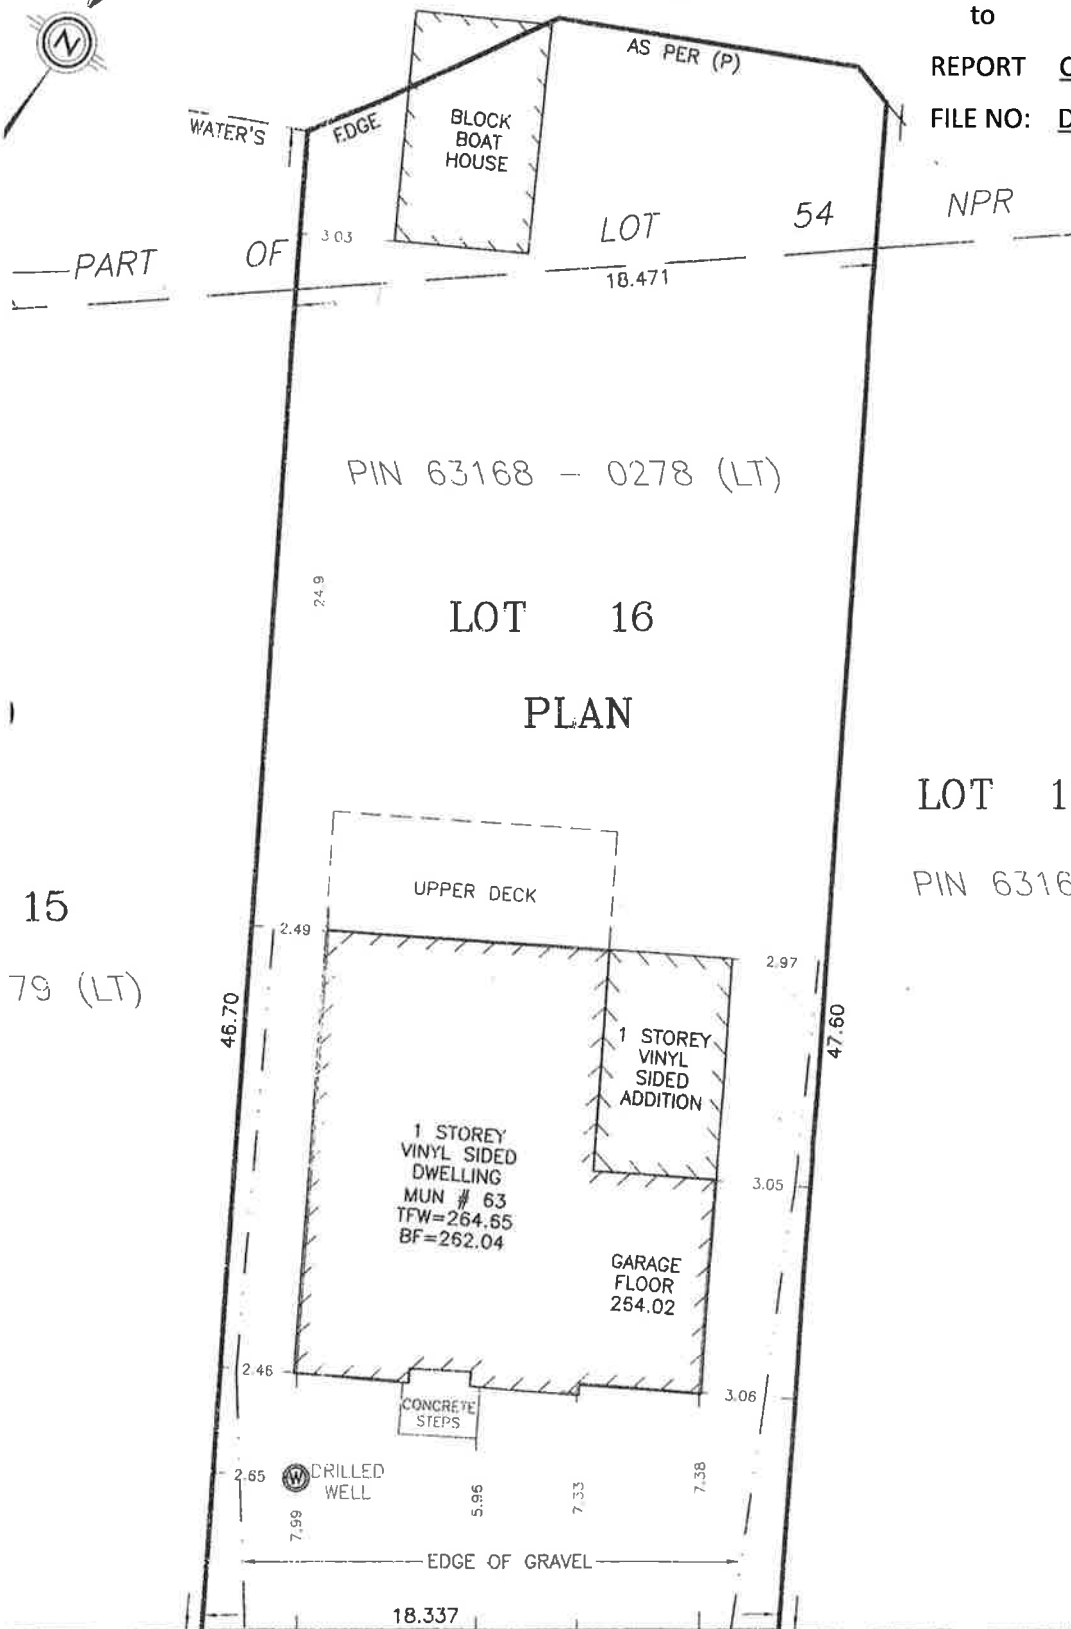 N
to
REPORT
FILE NO:
WATER'S
EDGE
AS PER (P)
BLOCK
BOAT
HOUSE
PART OF LOT 54 NPR
3.03
18.471
PIN 63168 - 0278 (LT)
24.9
LOT 16
PLAN
LOT 1
PIN 6316
15
79 (LT)
UPPER DECK
2.49
2.97
46.70
47.60
1 STOREY
VINYL
SIDED
ADDITION
1 STOREY
VINYL SIDED
DWELLING
MUN # 63
TFW=264.65
BF=262.04
3.05
GARAGE
FLOOR
264.02
2.46
3.06
CONCRETE
STEPS
2.65
W
DRILLED
WELL
7.99
5.95
7.33
7.38
EDGE OF GRAVEL
18.337